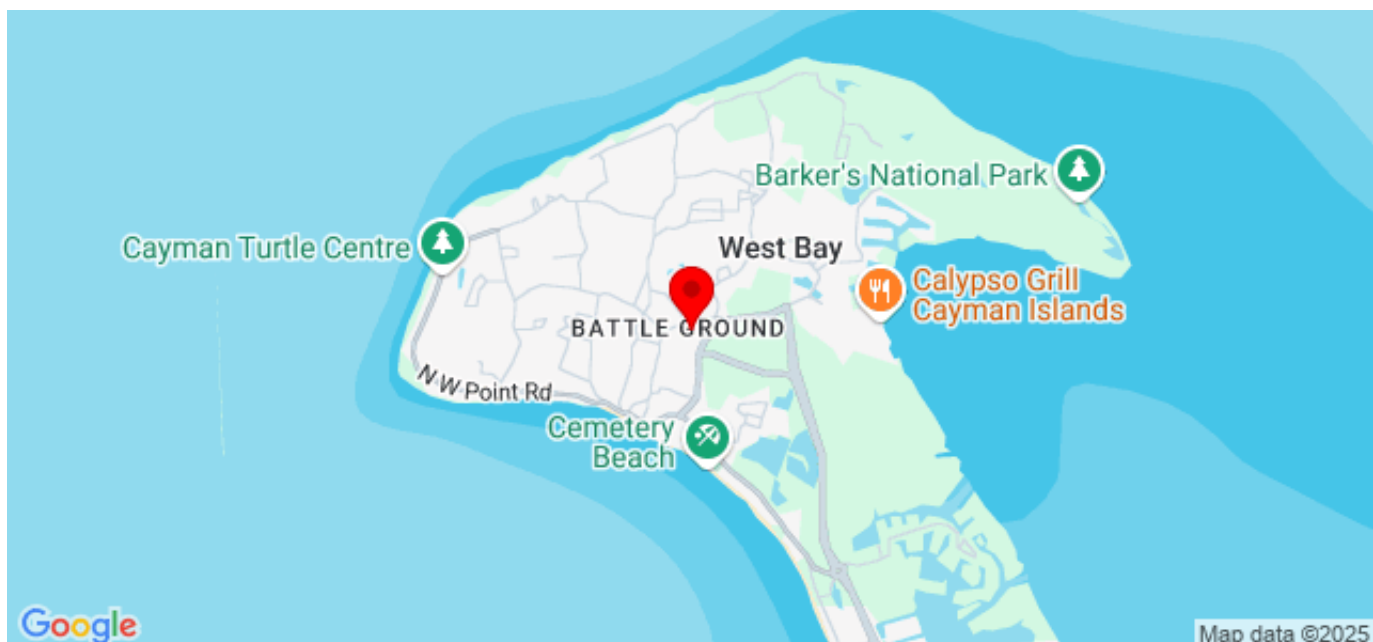 Barker's National Park
Cayman Turtle Centre
West Bay
Calypso Grill
Cayman Islands
BATTLE GROUND
N W Point Rd
Cemetery
Beach
Google
Map data ©2025